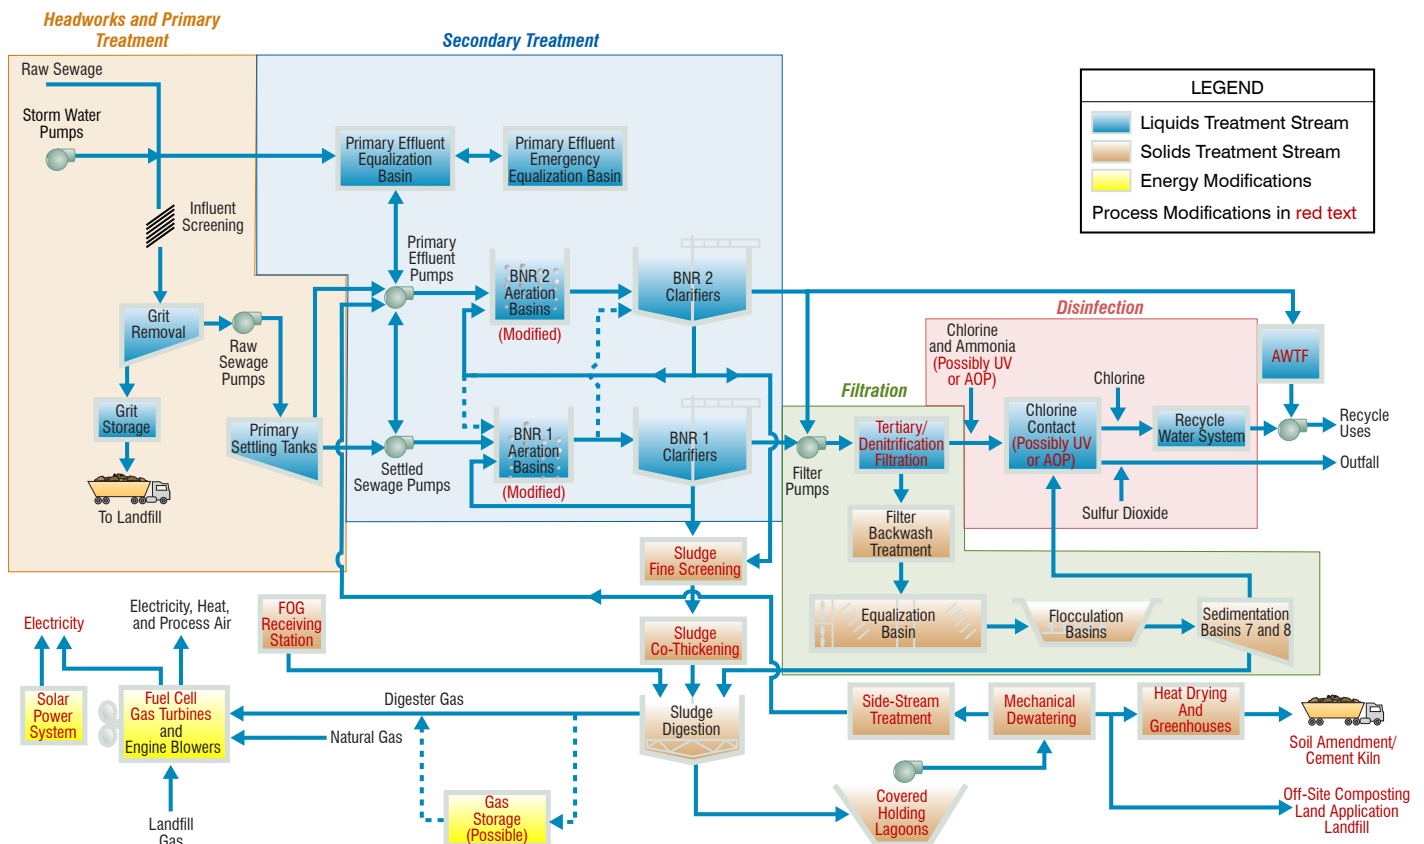 Headworks and Primary
Treatment
Secondary Treatment
Raw Sewage
Storm Water
Pumps
Influent
Screening
Grit
Removal
Raw
Sewage
Pumps
Grit
Storage
To Landfill
Primary
Settling Tanks
Primary Effluent
Equalization
Basin
Primary Effluent
Emergency
Equalization Basin
Primary
Effluent
Pumps
BNR 2
Aeration
Basins
(Modified)
BNR 2
Clarifiers
Settled
Sewage Pumps
BNR 1
Aeration
Basins
(Modified)
BNR 1
Clarifiers
LEGEND
Liquids Treatment Stream
Solids Treatment Stream
Energy Modifications
Process Modifications in red text
Disinfection
Chlorine
and Ammonia
(Possibly UV
or AOP)
Chlorine
AWTF
Filtration
Filter
Pumps
Tertiary/
Denitrification
Filtration
Chlorine
Contact
(Possibly UV
or AOP)
Recycle
Water System
Recycle
Uses
Outfall
Sulfur Dioxide
Filter
Backwash
Treatment
Equalization
Basin
Flocculation
Basins
Sedimentation
Basins 7 and 8
Sludge
Fine Screening
Sludge
Co-Thickening
Sludge
Digestion
FOG
Receiving
Station
Electricity
Electricity, Heat,
and Process Air
Solar
Power
System
Fuel Cell
Gas Turbines
and
Engine Blowers
Digester Gas
Natural Gas
Landfill
Gas
Gas
Storage
(Possible)
Side-Stream
Treatment
Mechanical
Dewatering
Heat Drying
And
Greenhouses
Soil Amendment/
Cement Kiln
Covered
Holding
Lagoons
Off-Site Composting
Land Application
Landfill